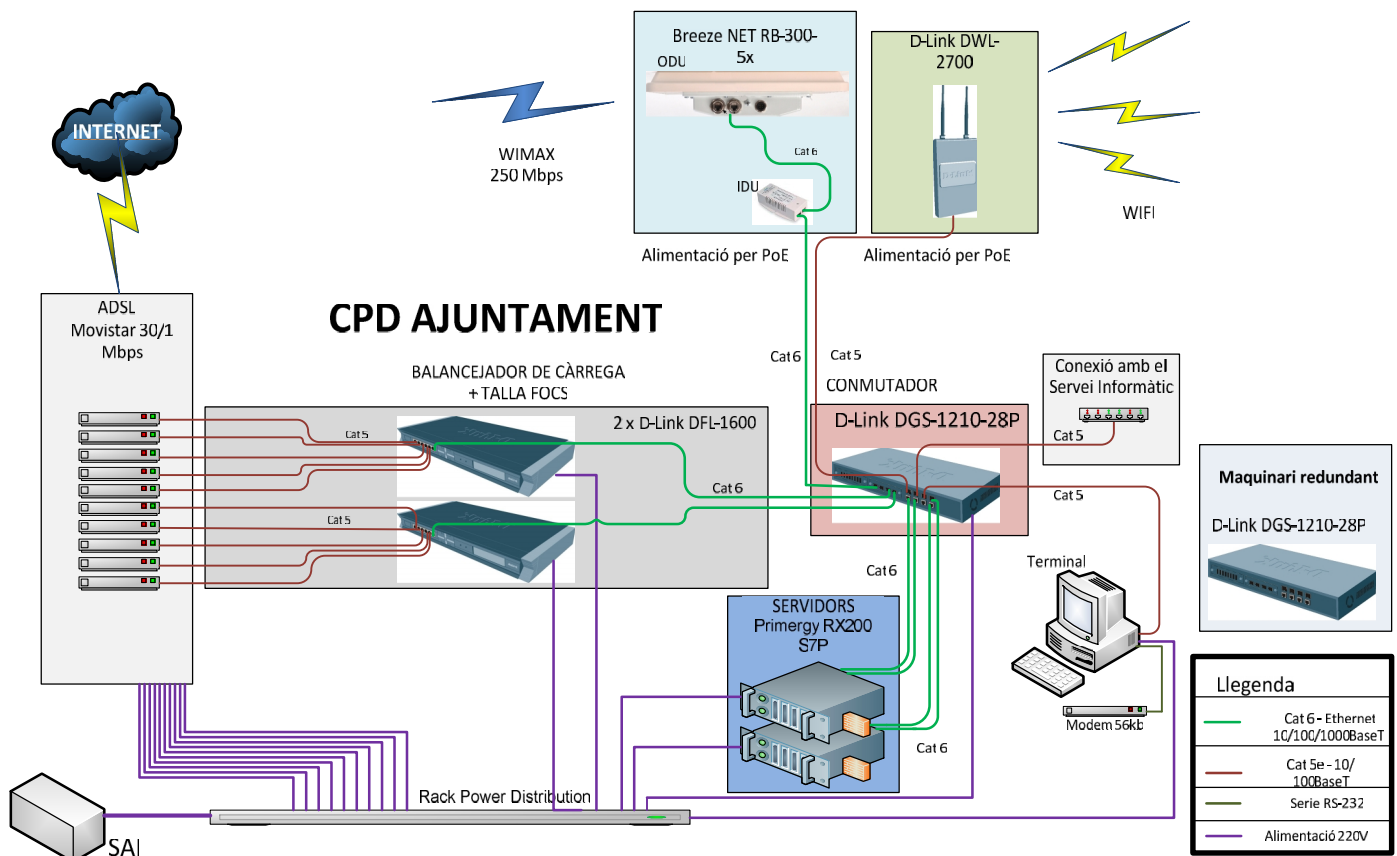 Breeze NET RB-300-
5x
ODU
Cat 6
IDU
D-Link DWL-
2700
D-Link
INTERNET
WIMAX
250 Mbps
WIFI
Alimentació per PoE
Alimentació per PoE
ADSL
Movistar 30/1
Mbps
CPD AJUNTAMENT
BALANCEJADOR DE CÀRREGA
+ TALLA FOCS
2 x D-Link DFL-1600
Cat 5
Cat 5
Cat 6
Cat 6
Cat 5
CONMUTADOR
D-Link DGS-1210-28P
Conexió amb el
Servei Informàtic
Cat 5
Cat 5
Maquinari redundant
D-Link DGS-1210-28P
Cat 6
Terminal
SERVIDORS
Primergy RX200
S7P
Cat 6
Modem 56kb
Rack Power Distribution
SAI
Llegenda
Cat 6 - Ethernet
10/100/1000BaseT
Cat 5e - 10/
100BaseT
Serie RS-232
Alimentació 220V